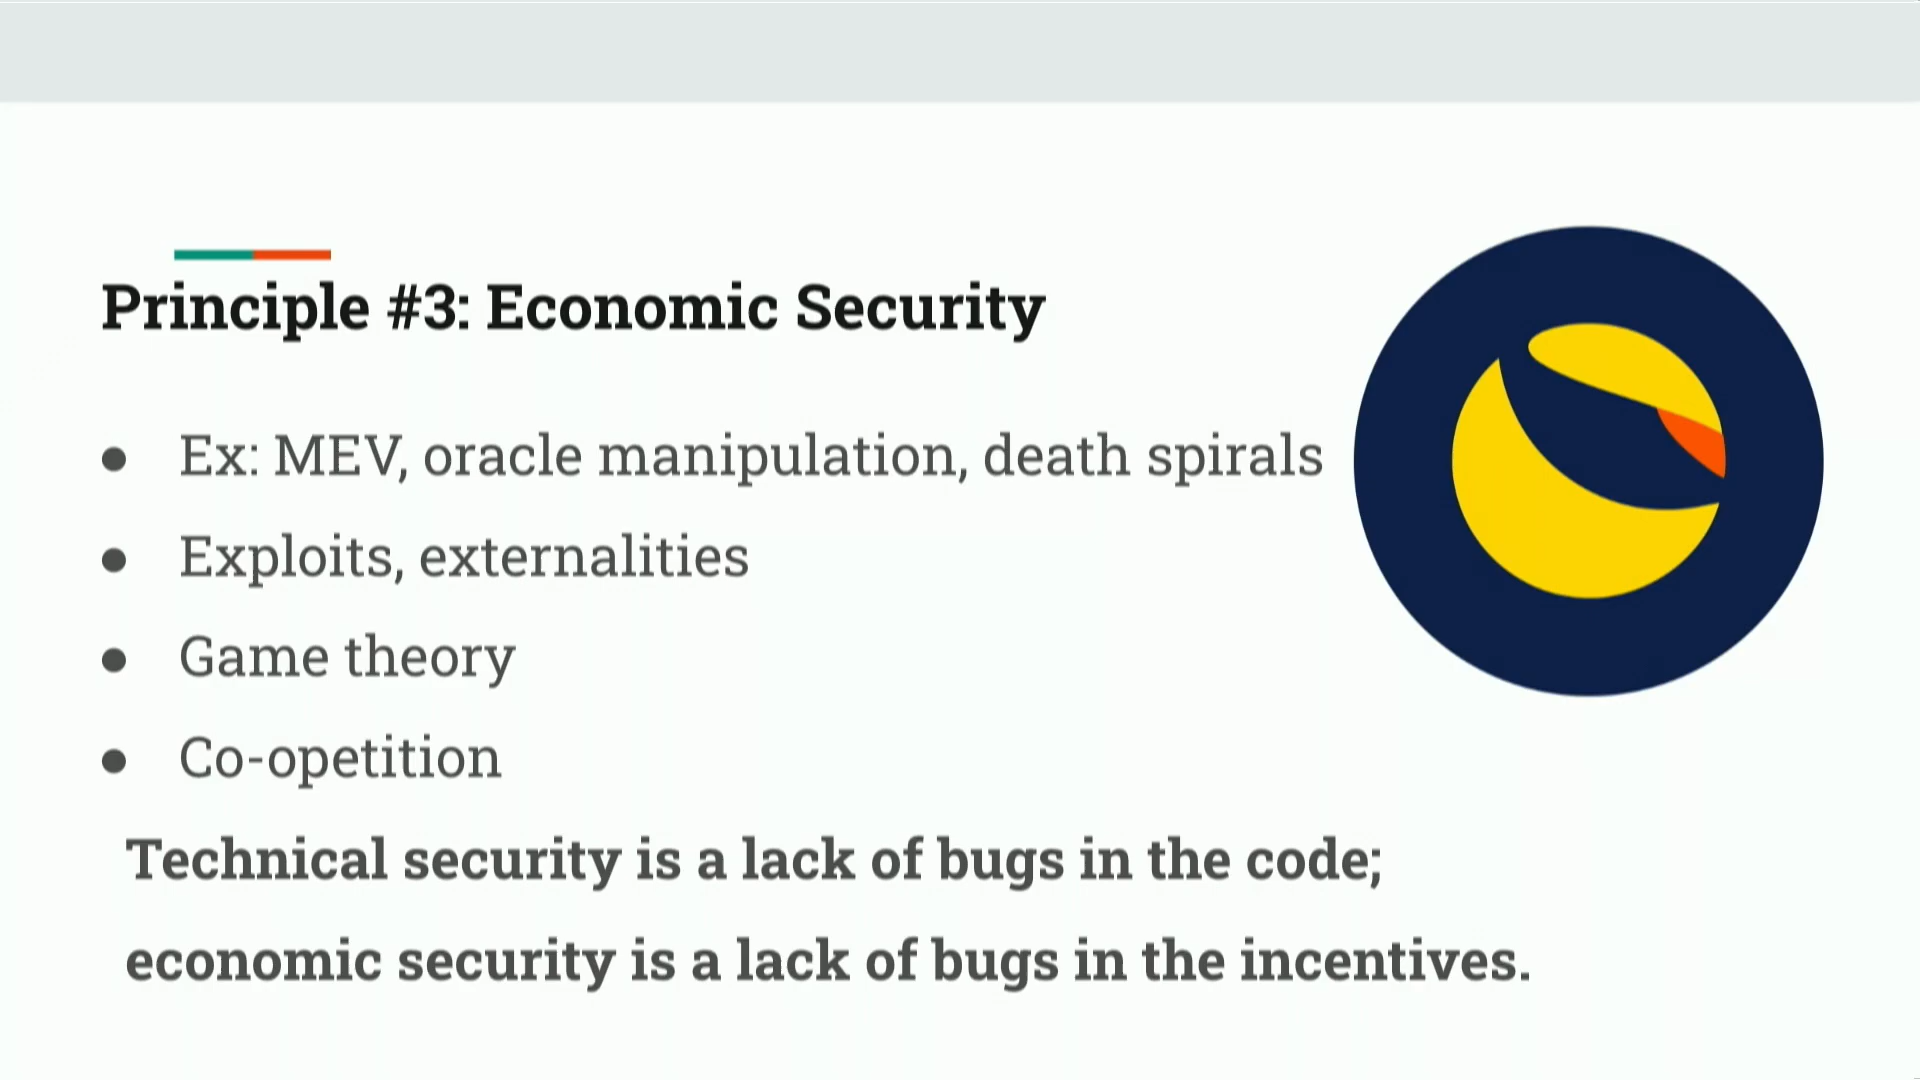 Principle #3: Economic Security
● Ex: MEV, oracle manipulation, death spirals
● Exploits, externalities
● Game theory
● Co-opetition
Technical security is a lack of bugs in the code;
economic security is a lack of bugs in the incentives.